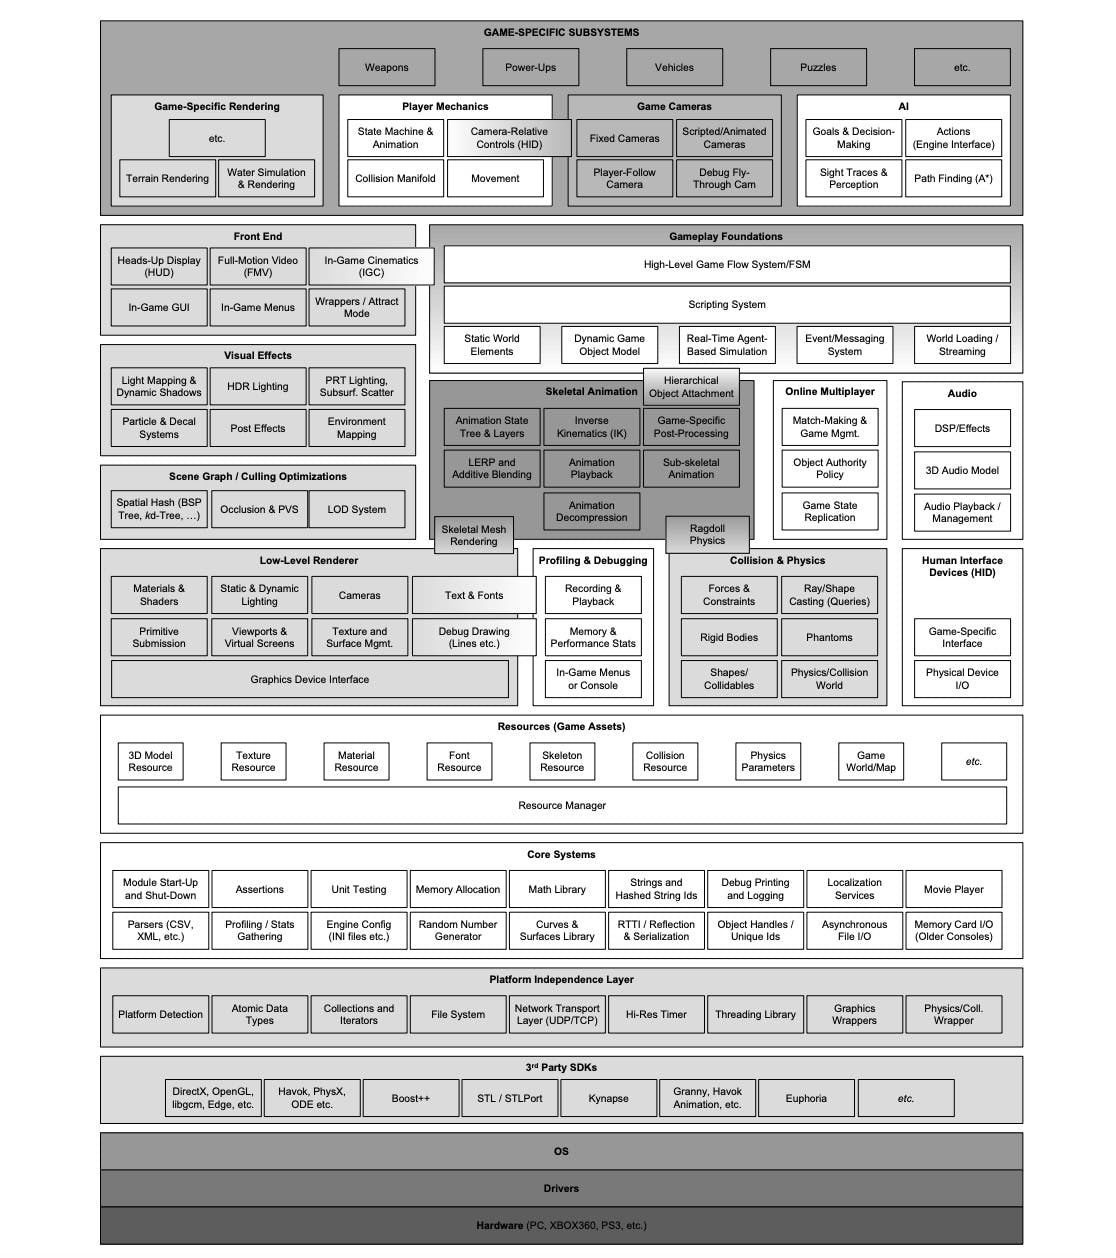 GAME-SPECIFIC SUBSYSTEMS
Weapons
Power-Ups
Vehicles
Puzzles
etc.
Game-Specific Rendering
etc.
Terrain Rendering
Water Simulation
& Rendering
Player Mechanics
State Machine &
Animation
Camera-Relative
Controls (HID)
Collision Manifold
Movement
Game Cameras
Fixed Cameras
Scripted/Animated
Cameras
Player-Follow
Camera
Debug Fly-
Through Cam
AI
Goals & Decision-
Making
Actions
(Engine Interface)
Sight Traces &
Perception
Path Finding (A*)
Front End
Heads-Up Display
(HUD)
Full-Motion Video
(FMV)
In-Game Cinematics
(IGC)
In-Game GUI
In-Game Menus
Wrappers / Attract
Mode
Gameplay Foundations
High-Level Game Flow System/FSM
Scripting System
Static World
Elements
Dynamic Game
Object Model
Real-Time Agent-
Based Simulation
Event/Messaging
System
World Loading /
Streaming
Visual Effects
Light Mapping &
Dynamic Shadows
HDR Lighting
PRT Lighting,
Subsurf. Scatter
Particle & Decal
Systems
Post Effects
Environment
Mapping
Skeletal Animation
Hierarchical
Object Attachment
Animation State
Tree & Layers
Inverse
Kinematics (IK)
Game-Specific
Post-Processing
LERP and
Additive Blending
Animation
Playback
Sub-skeletal
Animation
Animation
Decompression
Skeletal Mesh
Rendering
Ragdoll
Physics
Online Multiplayer
Match-Making &
Game Mgmt.
Object Authority
Policy
Game State
Replication
Audio
DSP/Effects
3D Audio Model
Audio Playback /
Management
Scene Graph / Culling Optimizations
Spatial Hash (BSP
Tree, kd-Tree, …)
Occlusion & PVS
LOD System
Low-Level Renderer
Materials &
Shaders
Static & Dynamic
Lighting
Cameras
Text & Fonts
Primitive
Submission
Viewports &
Virtual Screens
Texture and
Surface Mgmt.
Debug Drawing
(Lines etc.)
Graphics Device Interface
Profiling & Debugging
Recording &
Playback
Memory &
Performance Stats
In-Game Menus
or Console
Collision & Physics
Forces &
Constraints
Ray/Shape
Casting (Queries)
Rigid Bodies
Phantoms
Shapes/
Collidables
Physics/Collision
World
Human Interface
Devices (HID)
Game-Specific
Interface
Physical Device
I/O
Resources (Game Assets)
3D Model
Resource
Texture
Resource
Material
Resource
Font
Resource
Skeleton
Resource
Collision
Resource
Physics
Parameters
Game
World/Map
etc.
Resource Manager
Core Systems
Module Start-Up
and Shut-Down
Assertions
Unit Testing
Memory Allocation
Math Library
Strings and
Hashed String Ids
Debug Printing
and Logging
Localization
Services
Movie Player
Parsers (CSV,
XML, etc.)
Profiling / Stats
Gathering
Engine Config
(INI files etc.)
Random Number
Generator
Curves &
Surfaces Library
RTTI / Reflection
& Serialization
Object Handles /
Unique Ids
Asynchronous
File I/O
Memory Card I/O
(Older Consoles)
Platform Independence Layer
Platform Detection
Atomic Data
Types
Collections and
Iterators
File System
Network Transport
Layer (UDP/TCP)
Hi-Res Timer
Threading Library
Graphics
Wrappers
Physics/Coll.
Wrapper
3rd Party SDKs
DirectX, OpenGL,
libgcm, Edge, etc.
Havok, PhysX,
ODE etc.
Boost++
STL / STLPort
Kynapse
Granny, Havok
Animation, etc.
Euphoria
etc.
OS
Drivers
Hardware (PC, XBOX360, PS3, etc.)